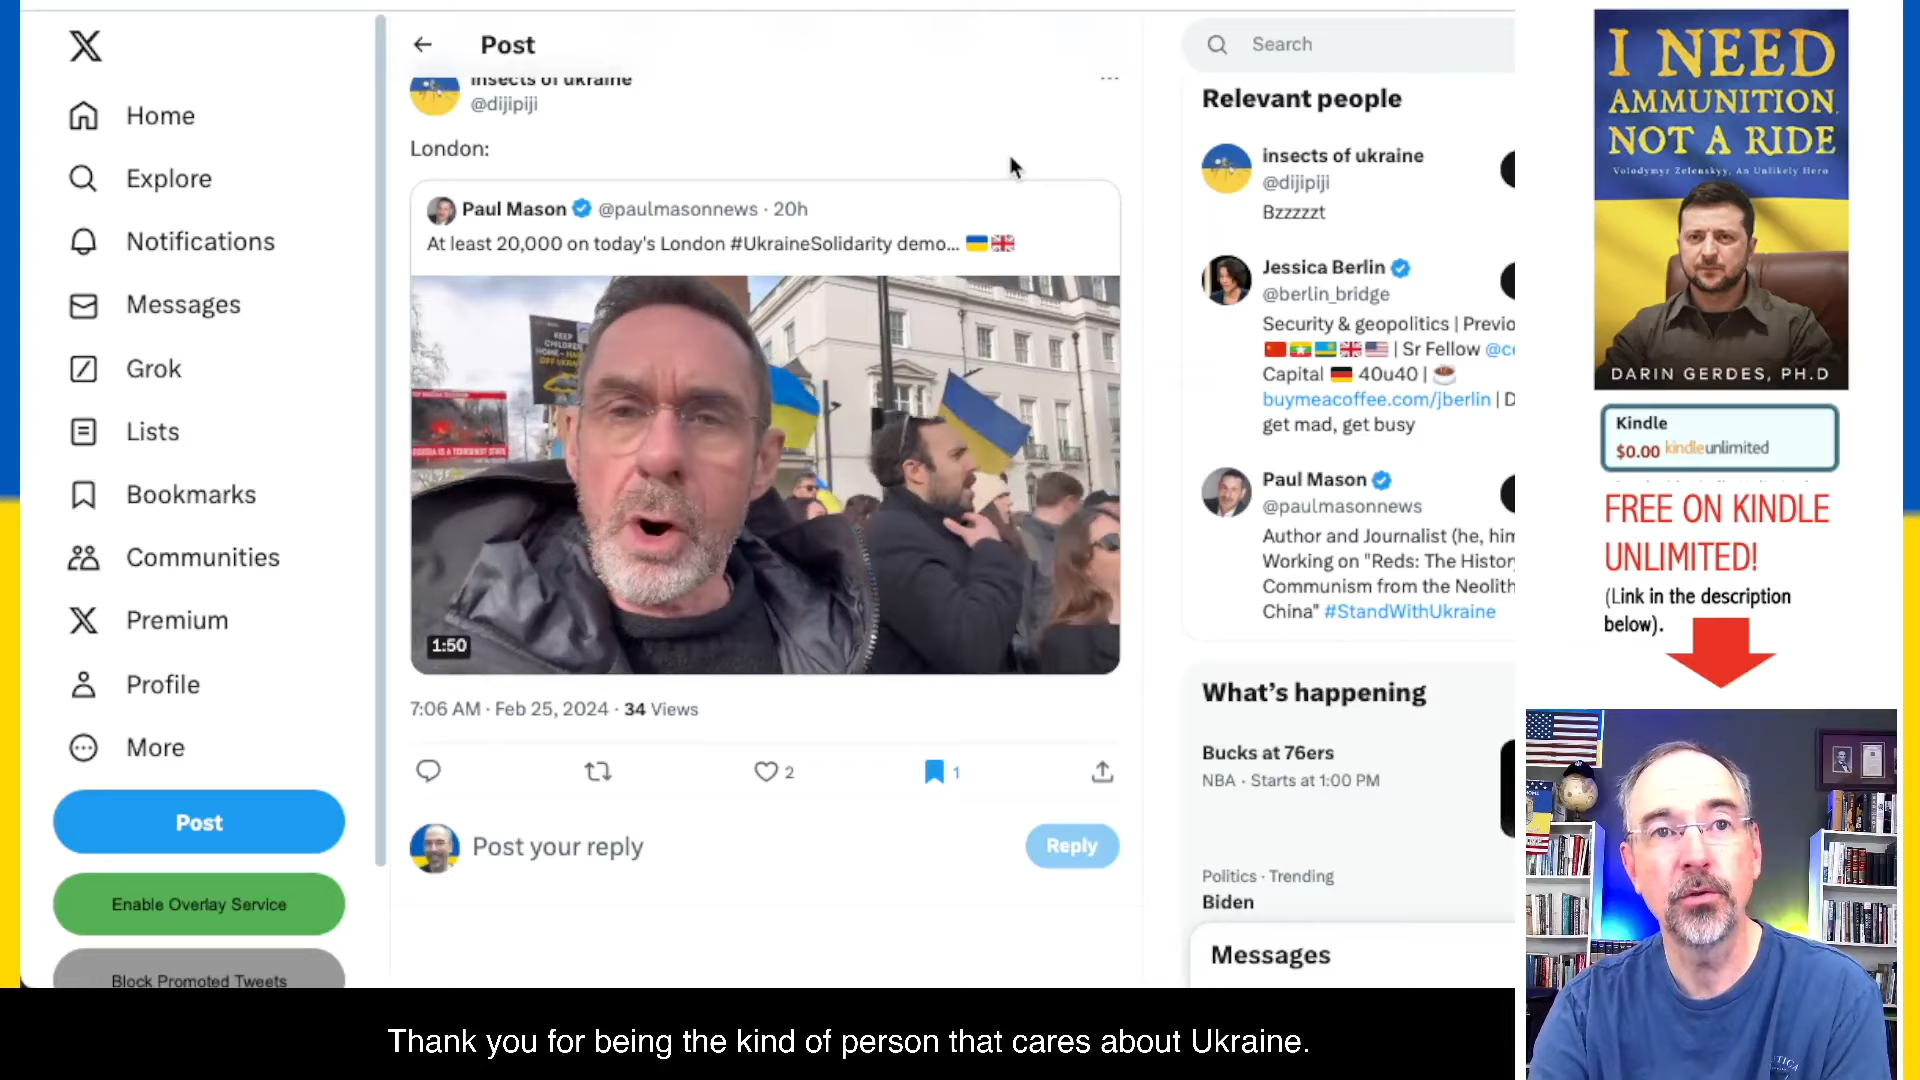 Home
Explore
Notifications
Messages
Grok
Lists
Bookmarks
Communities
Premium
Profile
More
Post
Enable Overlay Service
Block Promoted Tweets
Post
insects of ukraine
@dijipiji
London:
Paul Mason @paulmasonnews · 20h
At least 20,000 on today's London #UkraineSolidarity demo...
KEEP
CHILDREN
1:50
7:06 AM · Feb 25, 2024 · 34 Views
2
1
Post your reply
Reply
Search
Relevant people
insects of ukraine
@dijipiji
Bzzzzzt
Jessica Berlin
@berlin_bridge
Security & geopolitics | Previo
| Sr Fellow @c
Capital 40u40 |
buymeacoffee.com/jberlin | D
get mad, get busy
Paul Mason
@paulmasonnews
Author and Journalist (he, him
Working on "Reds: The History
Communism from the Neolith
China" #StandWithUkraine
What's happening
Bucks at 76ers
NBA · Starts at 1:00 PM
Politics · Trending
Biden
Messages
I NEED
AMMUNITION,
NOT A RIDE
Volodymyr Zelenskyy, An Unlikely Hero
DARIN GERDES, PH.D
Kindle
$0.00 kindleunlimited
FREE ON KINDLE
UNLIMITED!
(Link in the description
below).
Thank you for being the kind of person that cares about Ukraine.